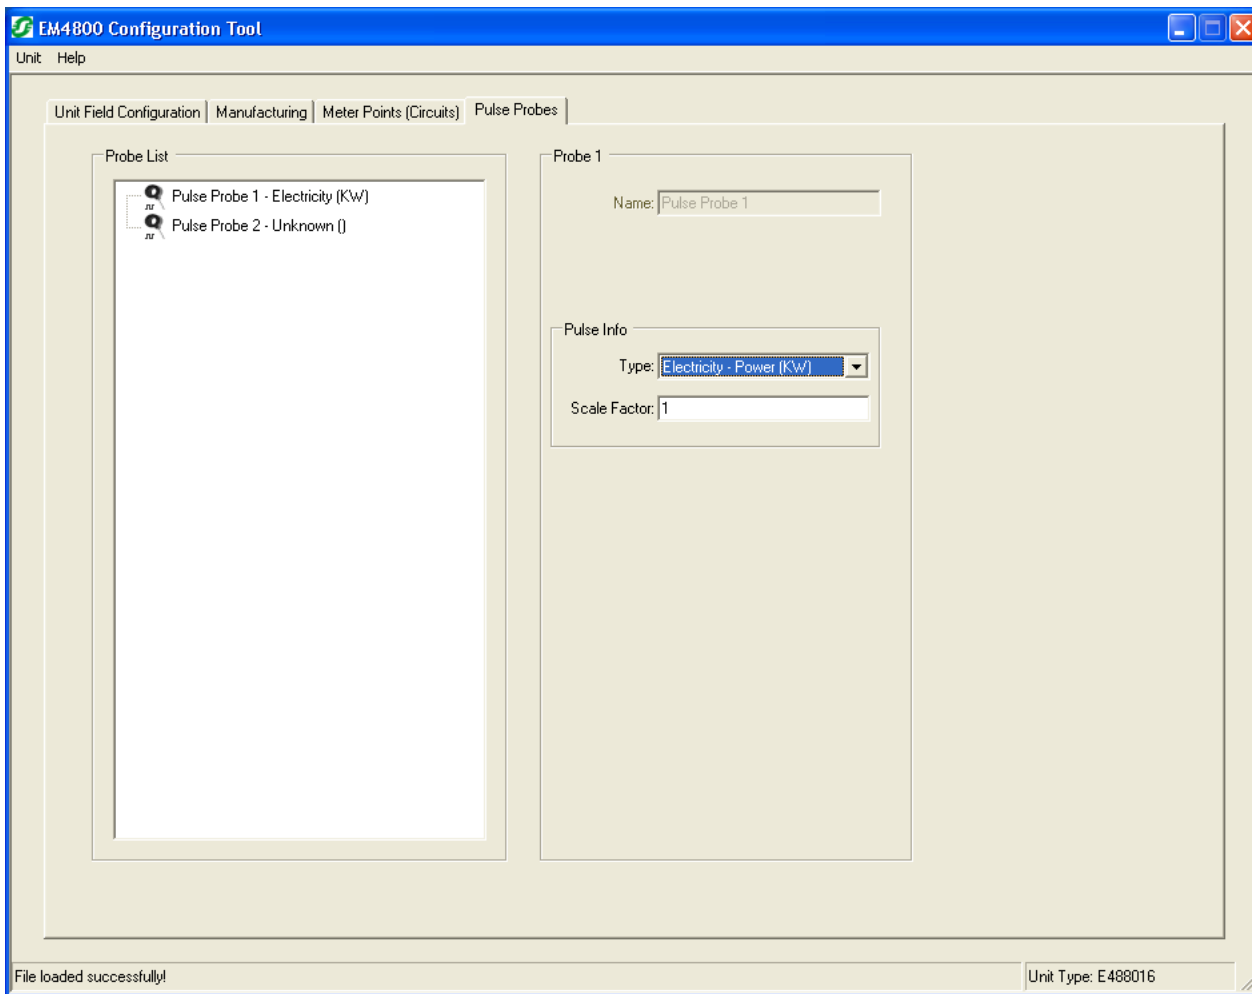 EM4800 Configuration Tool
Unit Help
Unit Field Configuration Manufacturing Meter Points (Circuits) Pulse Probes
Probe List
Pulse Probe 1 - Electricity (KW)
Pulse Probe 2 - Unknown ()
Probe 1
Name: Pulse Probe 1
Pulse Info
Type: Electricity - Power (KW)
Scale Factor: 1
File loaded successfully!
Unit Type: E488016